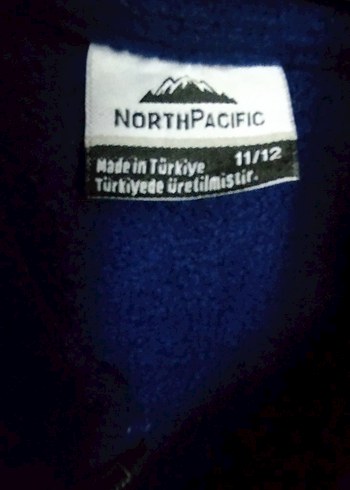 NORTHPACIFIC
11/12
Made in Türkiye
Türkiyede üretilmiştir.